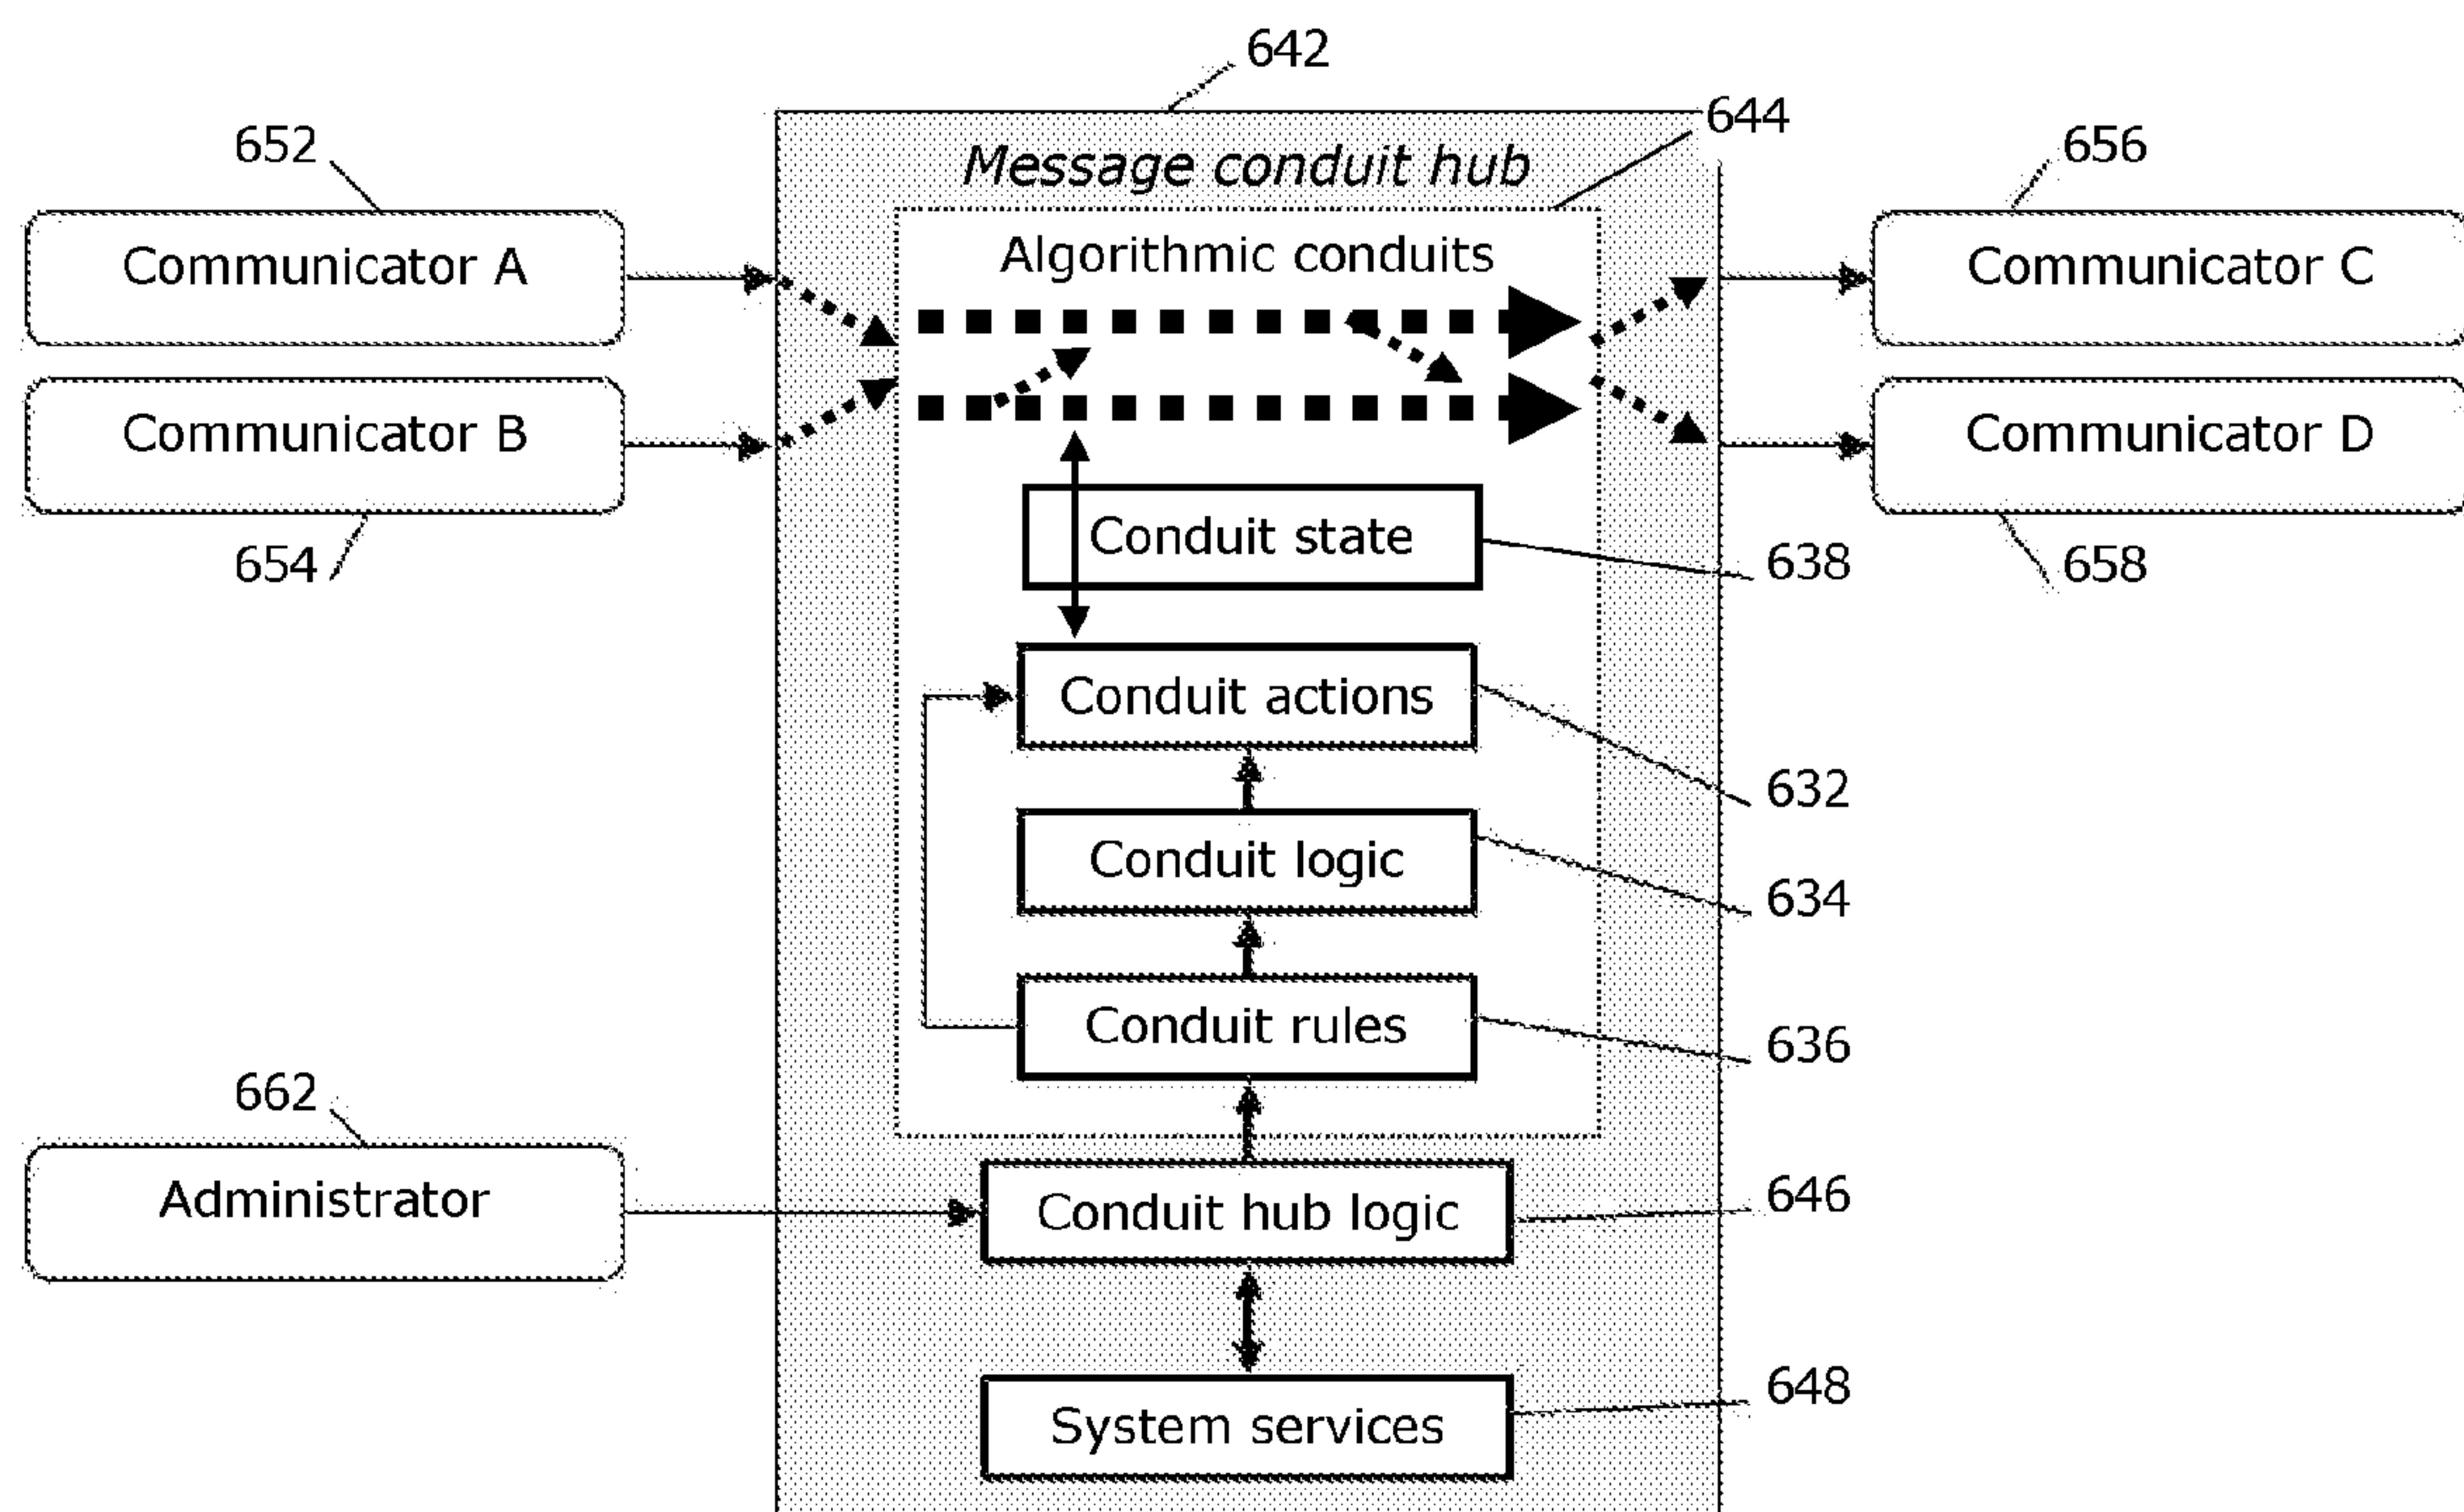 642
644
652
Message conduit hub
656
Algorithmic conduits
Communicator A
Communicator C
Communicator B
Communicator D
654
Conduit state
638
658
Conduit actions
632
Conduit logic
634
Conduit rules
636
662
Administrator
Conduit hub logic
646
System services
648